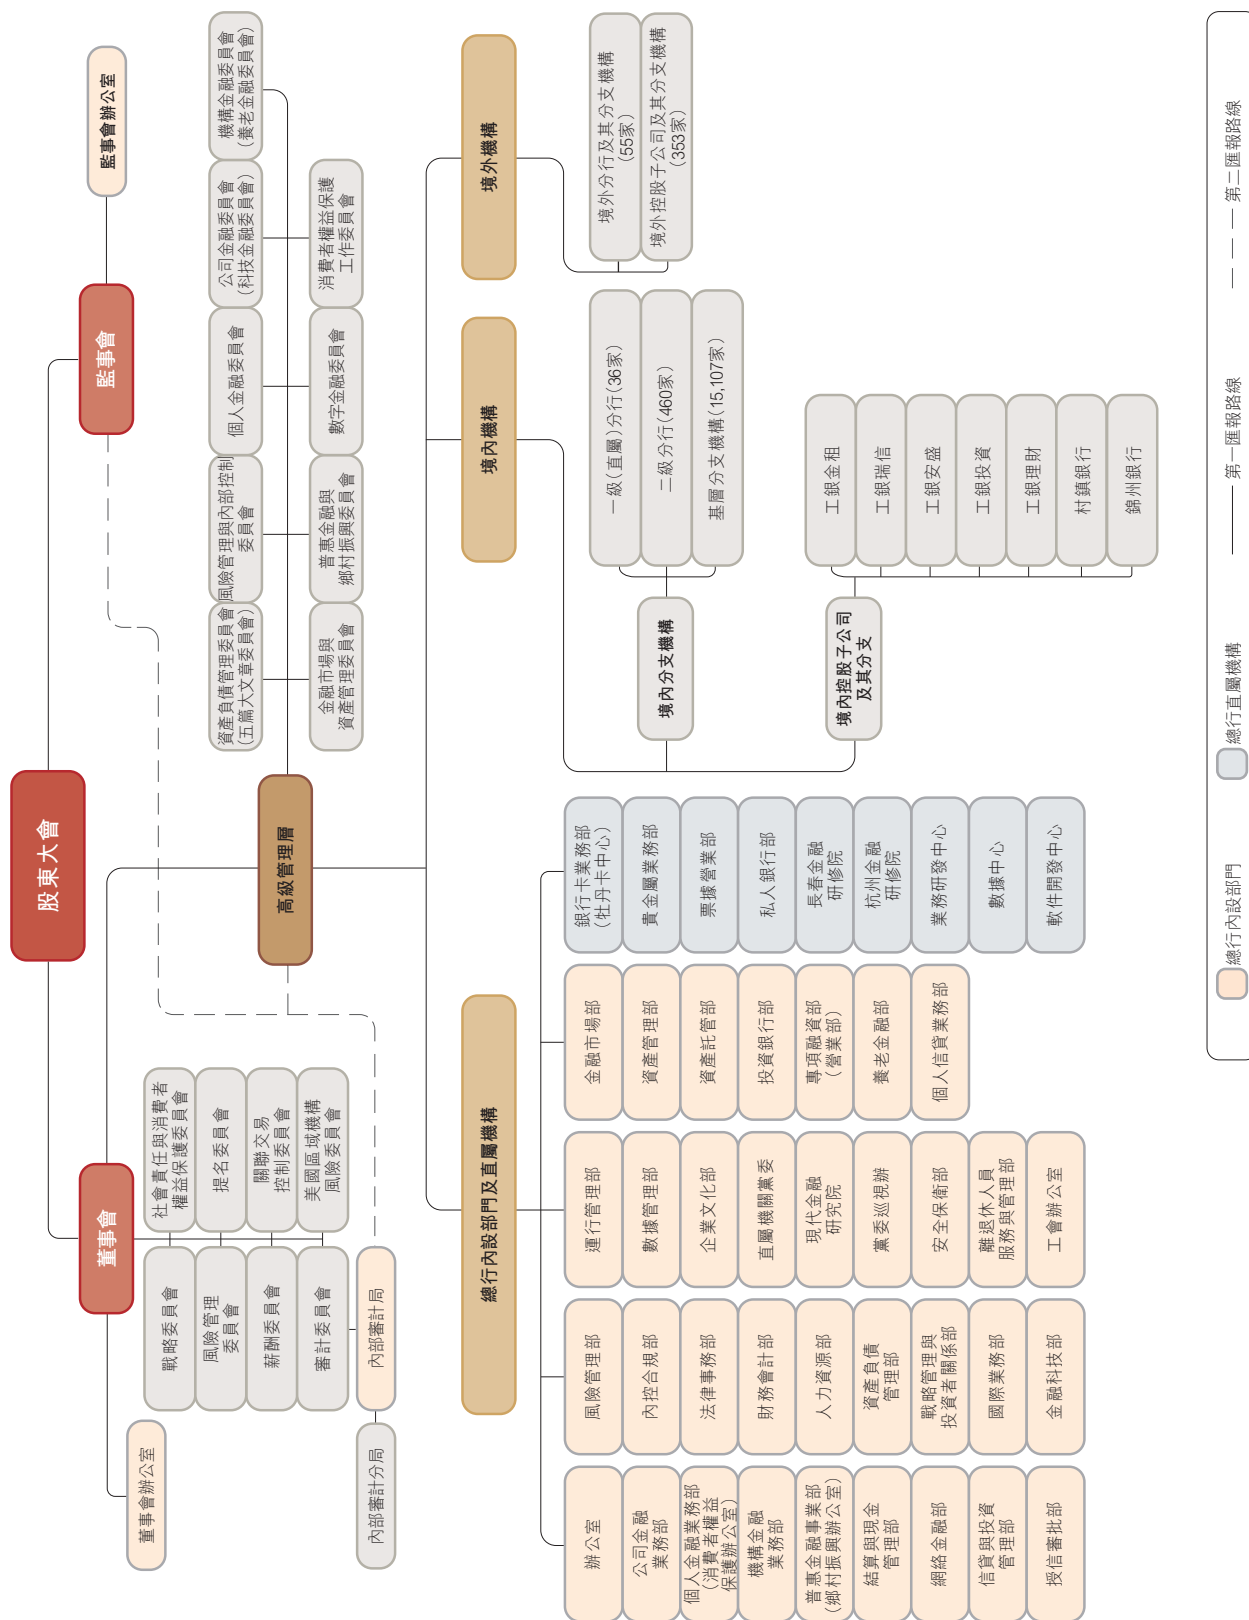 股東大會
董事會
監事會
董事會辦公室
監事會辦公室
戰略委員會
社會責任與消費者
權益保護委員會
風險管理
委員會
提名委員會
薪酬委員會
關聯交易
控制委員會
審計委員會
美國區域機構
風險委員會
內部審計局
內部審計分局
高級管理層
資產負債管理委員會
(五篇大文章委員會)
風險管理與內部控制
委員會
個人金融委員會
公司金融委員會
(科技金融委員會)
機構金融委員會
(養老金融委員會)
金融市場與
資產管理委員會
普惠金融與
鄉村振興委員會
數字金融委員會
消費者權益保護
工作委員會
總行內設部門及直屬機構
境內機構
境外機構
辦公室
公司金融
業務部
個人金融業務部
(消費者權益
保護辦公室)
機構金融
業務部
普惠金融事業部
(鄉村振興辦公室)
結算與現金
管理部
網絡金融部
信貸與投資
管理部
授信審批部
風險管理部
內控合規部
法律事務部
財務會計部
人力資源部
資產負債
管理部
戰略管理與
投資者關係部
國際業務部
金融科技部
運行管理部
數據管理部
企業文化部
直屬機關黨委
現代金融
研究院
黨委巡視辦
安全保衛部
離退休人員
服務與管理部
工會辦公室
金融市場部
資產管理部
資產託管部
投資銀行部
專項融資部
(營業部)
養老金融部
個人信貸業務部
銀行卡業務部
(牡丹卡中心)
貴金屬業務部
票據營業部
私人銀行部
長春金融
研修院
杭州金融
研修院
業務研發中心
數據中心
軟件開發中心
境內分支機構
一級(直屬)分行(36家)
二級分行(460家)
基層分支機構(15,107家)
境內控股子公司
及其分支
工銀金租
工銀瑞信
工銀安盛
工銀投資
工銀理財
村鎮銀行
錦州銀行
境外分行及其分支機構
(55家)
境外控股子公司及其分支機構
(353家)
總行內設部門
總行直屬機構
第一匯報路線
第二匯報路線